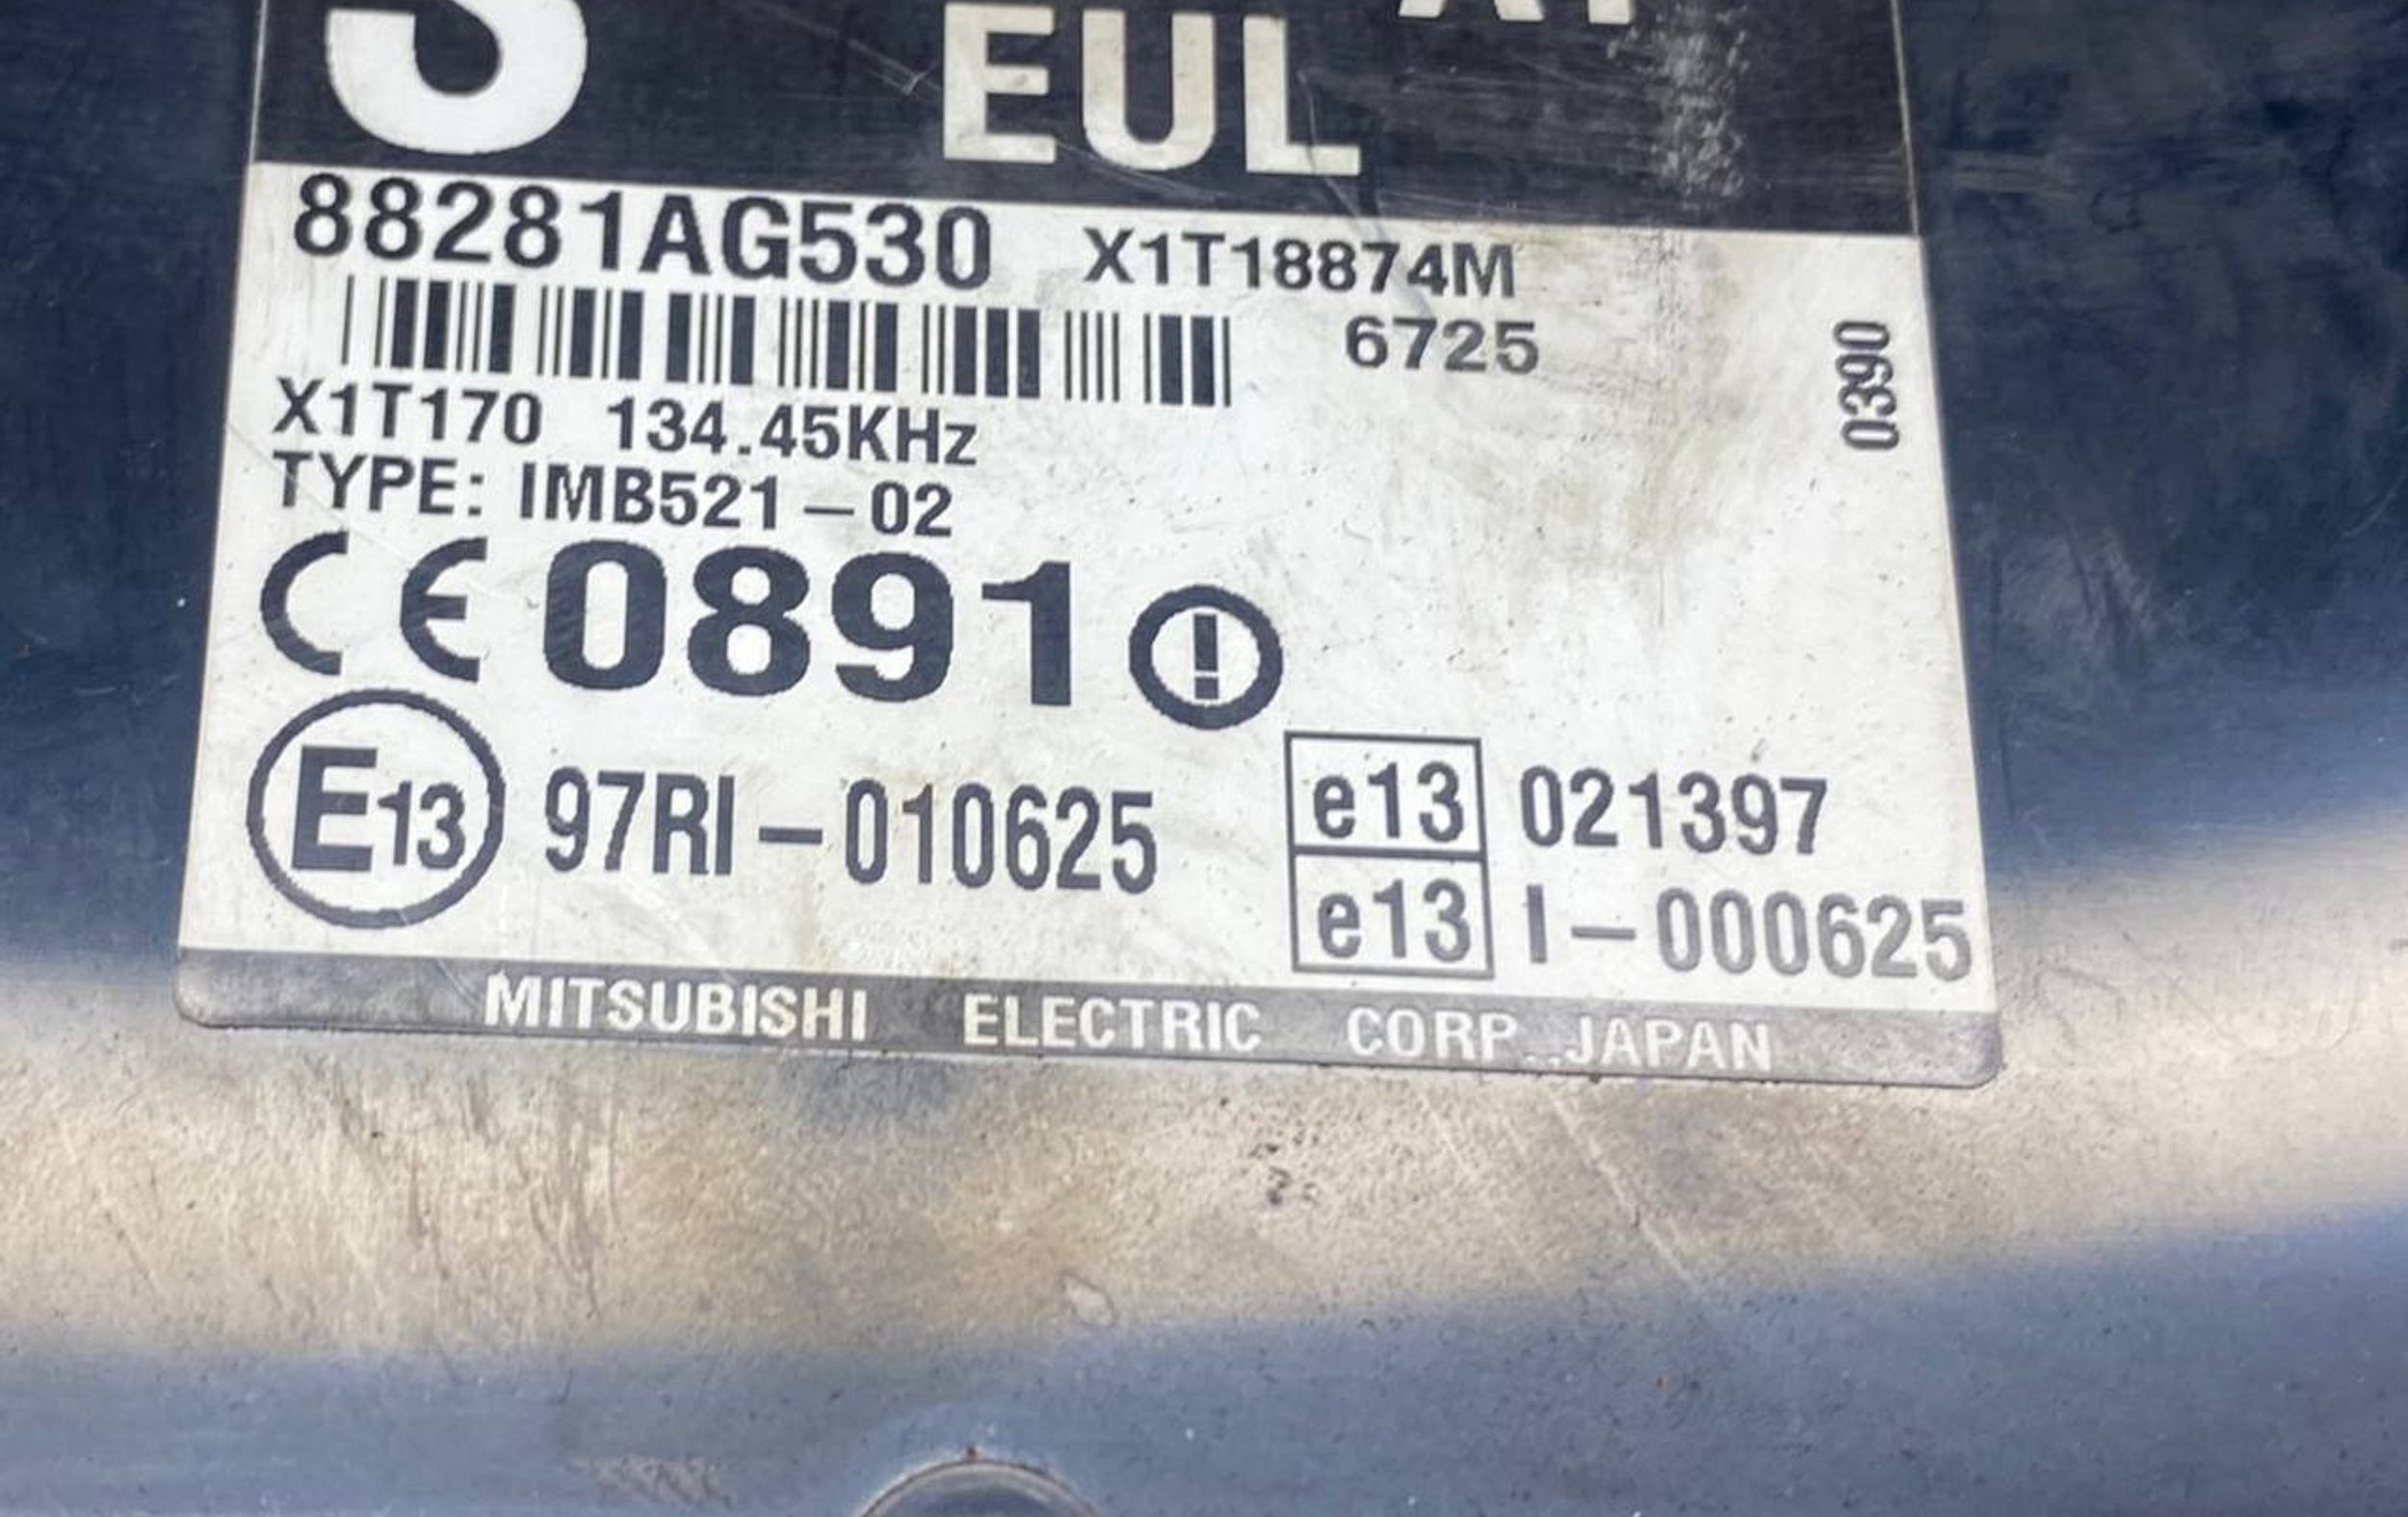 EUL
88281AG530 X1T18874M
6725
0390
X1T170 134.45KHz
TYPE: IMB521-02
CE 0891
E13 97RI-010625
e13 021397
e13 I-000625
MITSUBISHI ELECTRIC CORP. JAPAN